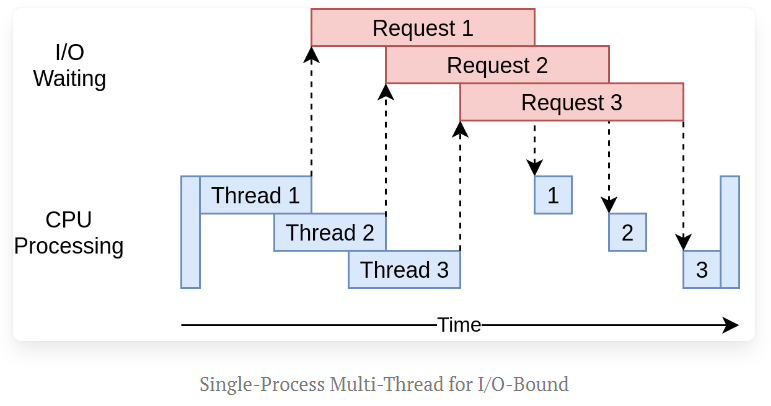 I/O
Waiting
Request 1
Request 2
Request 3
CPU
Processing
Thread 1
Thread 2
Thread 3
1
2
3
Time
Single-Process Multi-Thread for I/O-Bound